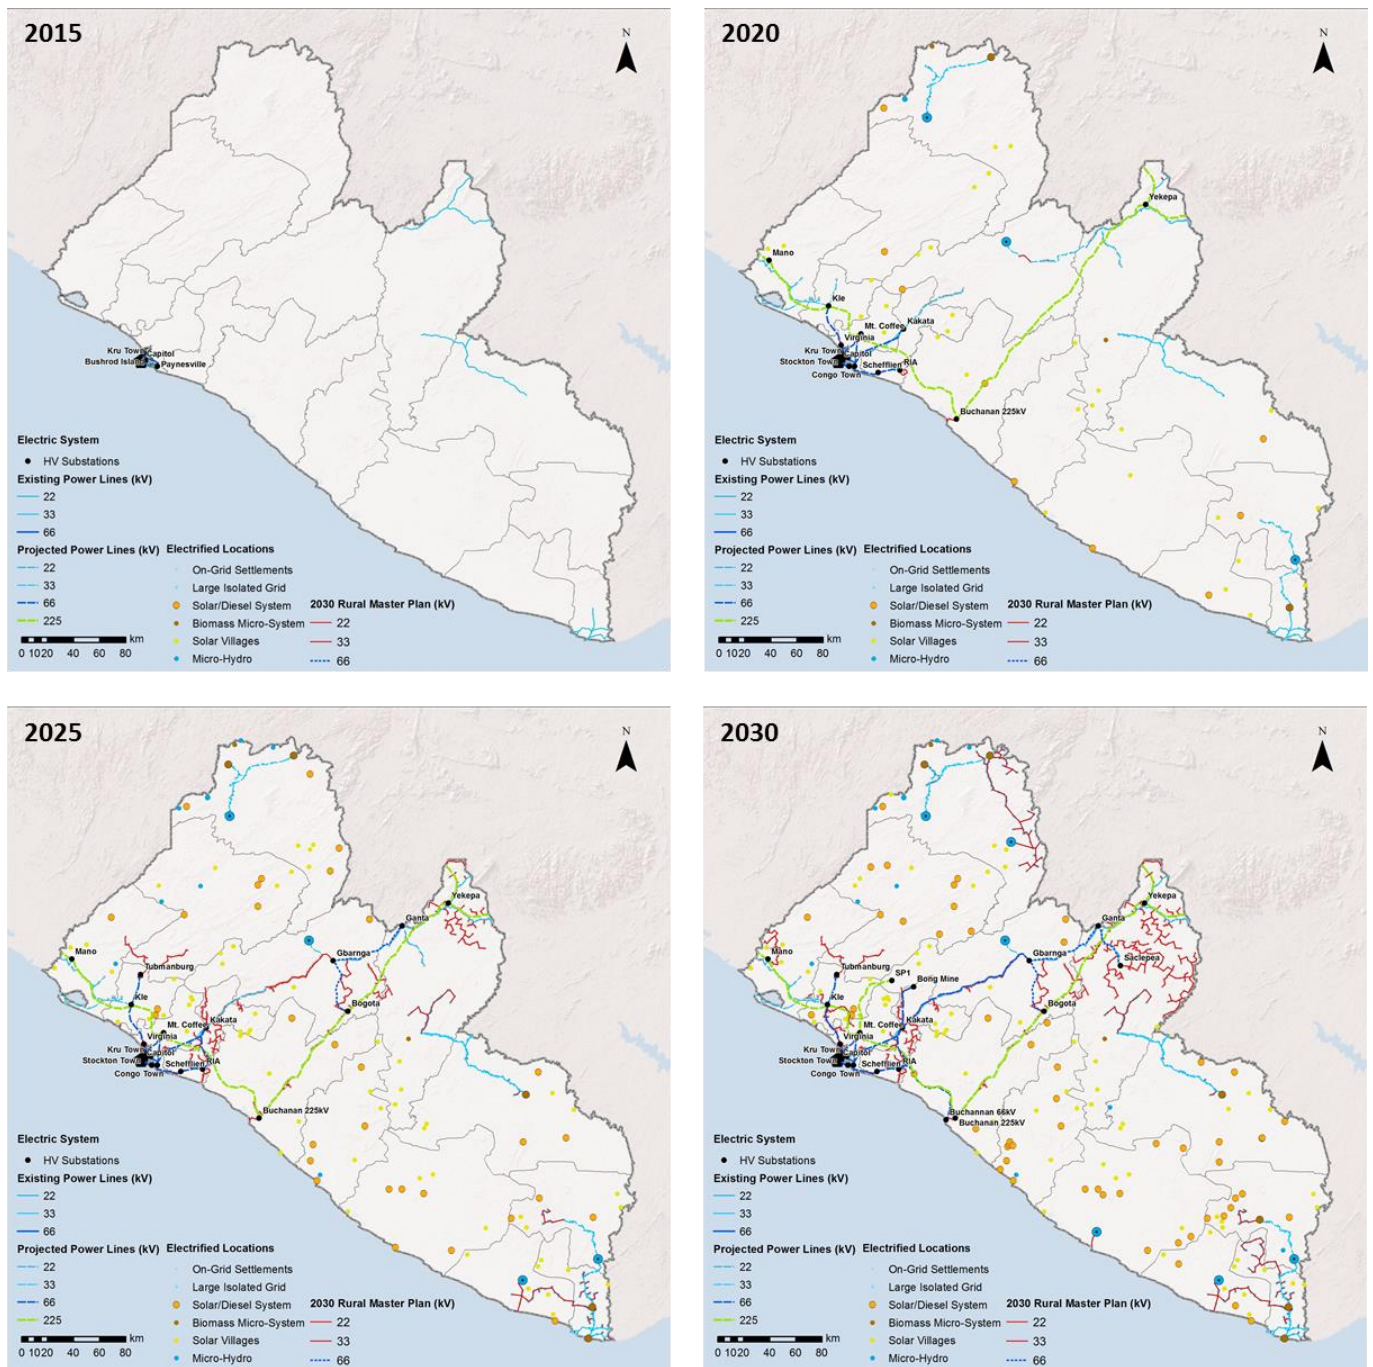 2015
N
Kru Town
Capitol
Bushrod Island
Paynesville
Electric System
HV Substations
Existing Power Lines (kV)
22
33
66
Projected Power Lines (kV)
22
33
66
225
Electrified Locations
On-Grid Settlements
Large Isolated Grid
Solar/Diesel System
Biomass Micro-System
Solar Villages
Micro-Hydro
2030 Rural Master Plan (kV)
22
33
66
km
0 1020 40 60 80
2020
N
Yekepa
Mano
Kle
Mt. Coffee
Kakata
Virginia
Kru Town
Capitol
Stockton Town
Schefflien
RIA
Congo Town
Buchanan 225kV
Electric System
HV Substations
Existing Power Lines (kV)
22
33
66
Projected Power Lines (kV)
22
33
66
225
Electrified Locations
On-Grid Settlements
Large Isolated Grid
Solar/Diesel System
Biomass Micro-System
Solar Villages
Micro-Hydro
2030 Rural Master Plan (kV)
22
33
66
km
0 1020 40 60 80
2025
N
Yekepa
Ganta
Mano
Gbarnga
Tubmanburg
Kle
Bogota
Mt. Coffee
Kakata
Virginia
Kru Town
Capitol
Stockton Town
Schefflien
RIA
Congo Town
Buchanan 225kV
Electric System
HV Substations
Existing Power Lines (kV)
22
33
66
Projected Power Lines (kV)
22
33
66
225
Electrified Locations
On-Grid Settlements
Large Isolated Grid
Solar/Diesel System
Biomass Micro-System
Solar Villages
Micro-Hydro
2030 Rural Master Plan (kV)
22
33
66
km
0 1020 40 60 80
2030
N
Yekepa
Ganta
Mano
Gbarnga
Saclepea
Tubmanburg
SP1
Bong Mine
Kle
Bogota
Mt. Coffee
Kakata
Virginia
Kru Town
Capitol
Stockton Town
Schefflien
RIA
Congo Town
Buchannan 66kV
Buchanan 225kV
Electric System
HV Substations
Existing Power Lines (kV)
22
33
66
Projected Power Lines (kV)
22
33
66
225
Electrified Locations
On-Grid Settlements
Large Isolated Grid
Solar/Diesel System
Biomass Micro-System
Solar Villages
Micro-Hydro
2030 Rural Master Plan (kV)
22
33
66
km
0 1020 40 60 80